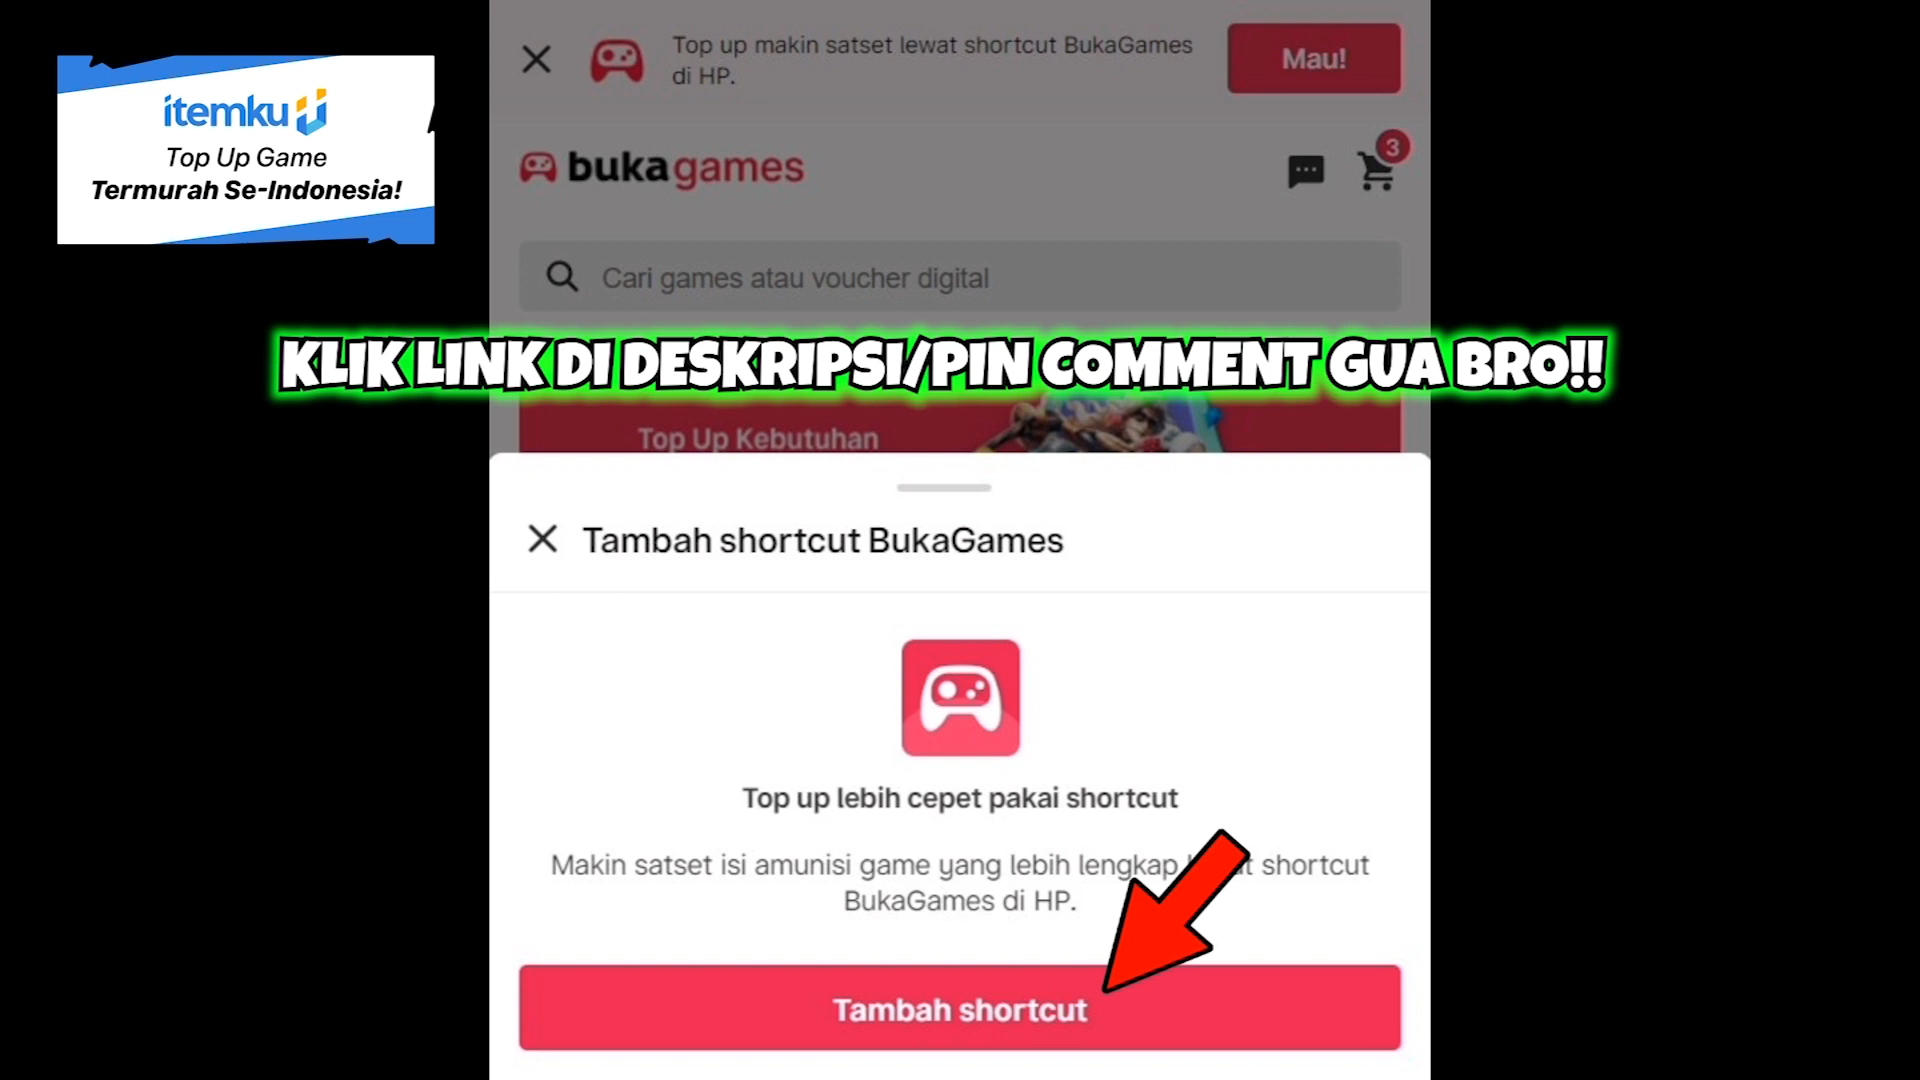 itemku
Top Up Game
Termurah Se-Indonesia!
Top up makin satset lewat shortcut BukaGames
di HP.
Mau!
bukagames
3
Cari games atau voucher digital
KLIK LINK DI DESKRIPSI/PIN COMMENT GUA BRO!!
Top Up Kebutuhan
Tambah shortcut BukaGames
Top up lebih cepet pakai shortcut
Makin satset isi amunisi game yang lebih lengkap shortcut
BukaGames di HP.
Tambah shortcut